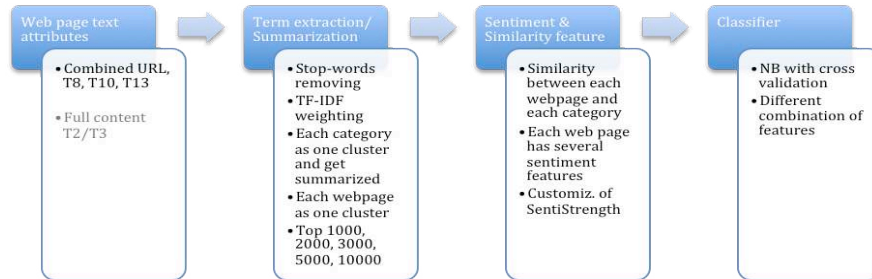 Web page text
attributes
• Combined URL,
T8, T10, T13
• Full content
T2/T3
Term extraction/
Summarization
• Stop-words
removing
• TF-IDF
weighting
• Each category
as one cluster
and get
summarized
• Each webpage
as one cluster
• Top 1000,
2000, 3000,
5000, 10000
Sentiment &
Similarity feature
• Similarity
between each
webpage and
each category
• Each web page
has several
sentiment
features
• Customiz. of
SentiStrength
Classifier
• NB with cross
validation
• Different
combination of
features